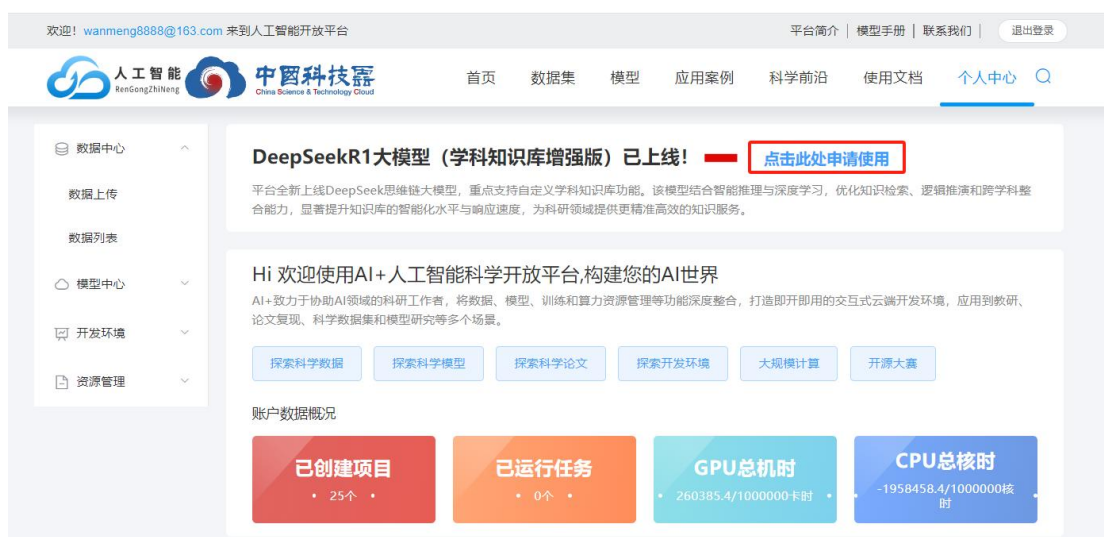 欢迎！wanmeng8888@163.com 来到人工智能开放平台
平台简介 | 模型手册 | 联系我们 | 退出登录
人工智能
RenGongZhiNeng
中国科技云
China Science & Technology Cloud
首页 数据集 模型 应用案例 科学前沿 使用文档 个人中心
数据中心
数据上传
数据列表
模型中心
开发环境
资源管理
DeepSeekR1大模型（学科知识库增强版）已上线！ 点击此处申请使用
平台全新上线DeepSeek思维链大模型，重点支持自定义学科知识库功能。该模型结合智能推理与深度学习，优化知识检索、逻辑推演和跨学科整
合能力，显著提升知识库的智能化水平与响应速度，为科研领域提供更精准高效的知识服务。
Hi 欢迎使用AI+人工智能科学开放平台,构建您的AI世界
AI+致力于协助AI领域的科研工作者，将数据、模型、训练和算力资源管理等功能深度整合，打造即开即用的交互式云端开发环境，应用到教研、
论文复现、科学数据集和模型研究等多个场景。
探索科学数据 探索科学模型 探索科学论文 探索开发环境 大规模计算 开源大赛
账户数据概况
已创建项目
• 25个 •
已运行任务
• 0个 •
GPU总机时
• 260385.4/1000000卡时 •
CPU总核时
• -1958458.4/1000000核
时 •